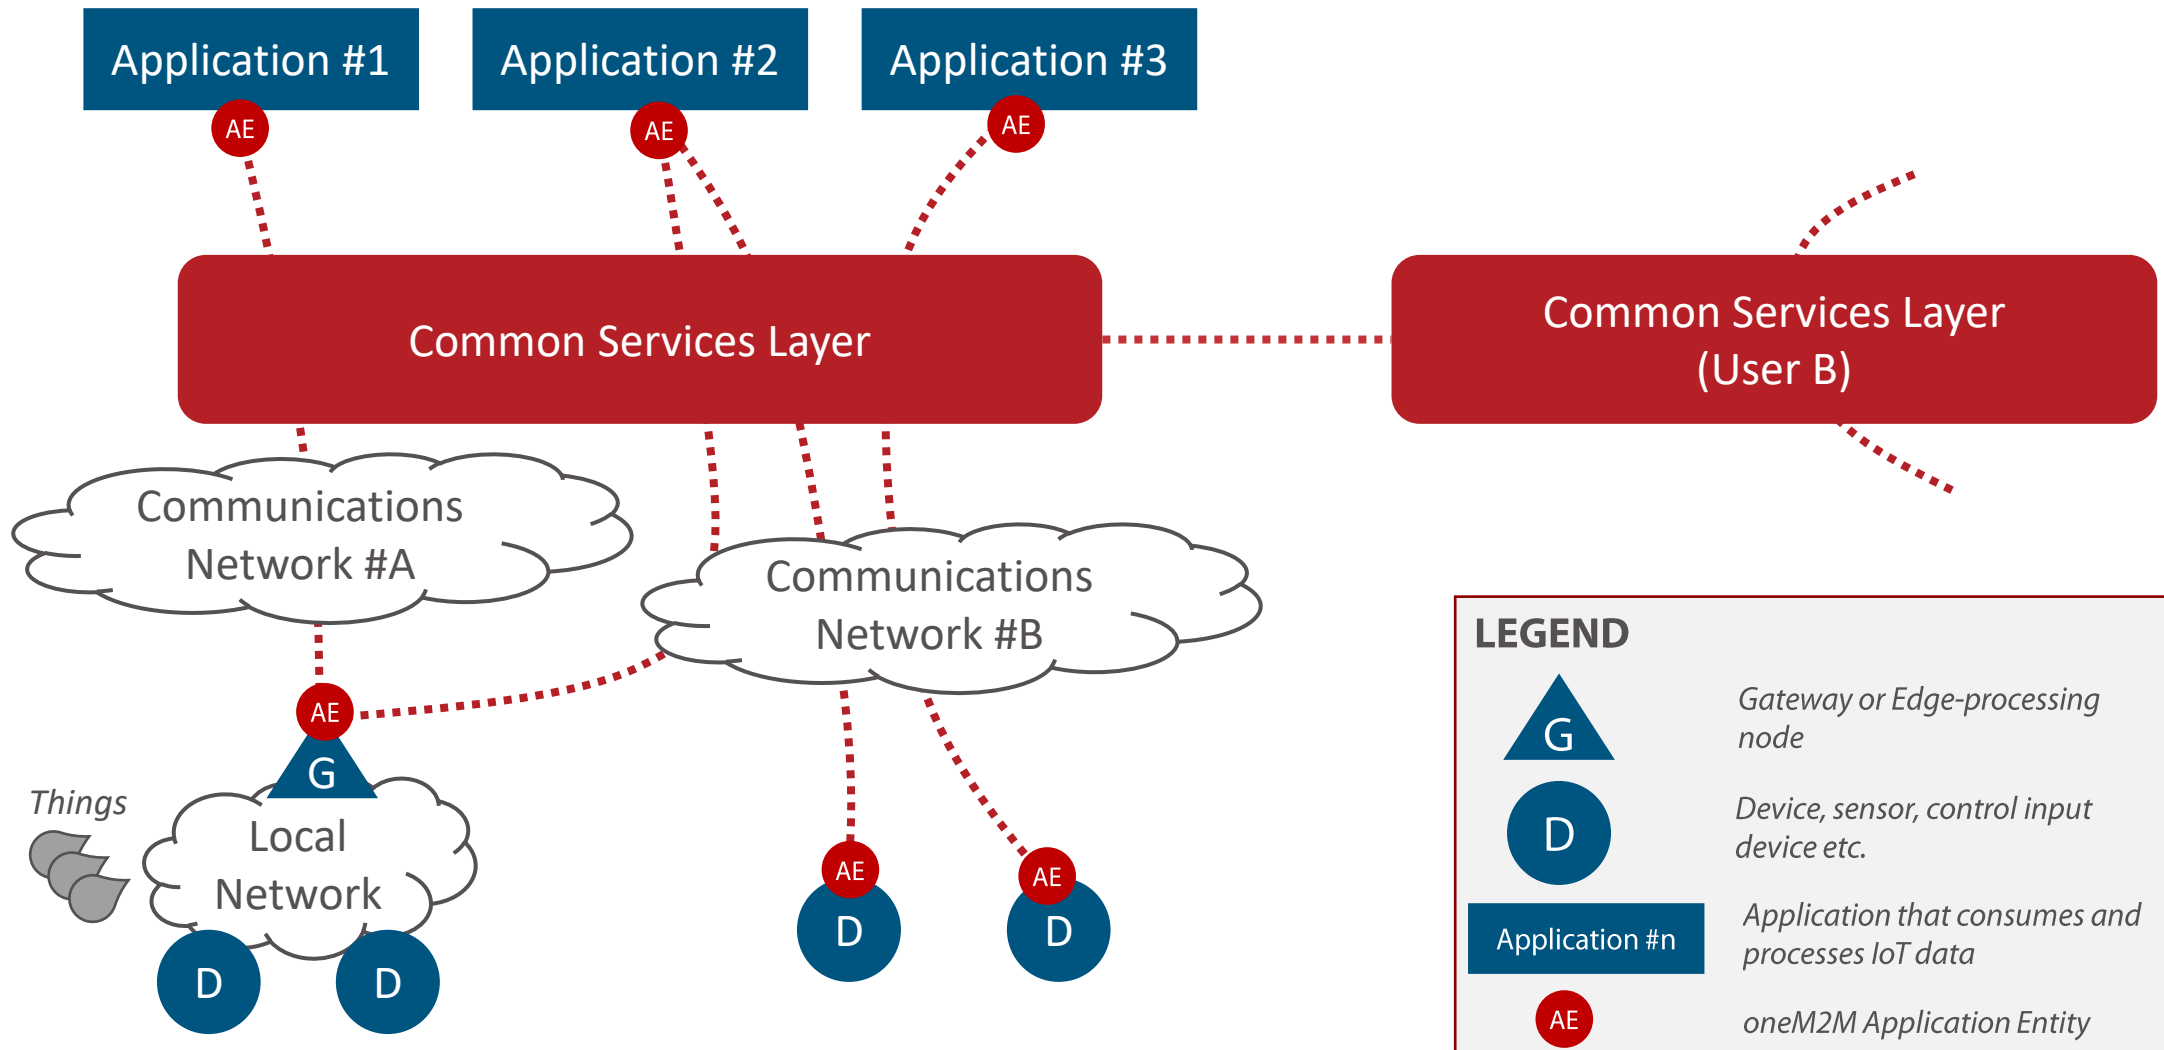 Application #1
Application #2
Application #3
AE
AE
AE
Common Services Layer
Common Services Layer
(User B)
Communications
Network #A
Communications
Network #B
AE
G
Things
Local
Network
D
D
AE
D
AE
D
LEGEND
G
Gateway or Edge-processing
node
D
Device, sensor, control input
device etc.
Application #n
Application that consumes and
processes IoT data
AE
oneM2M Application Entity